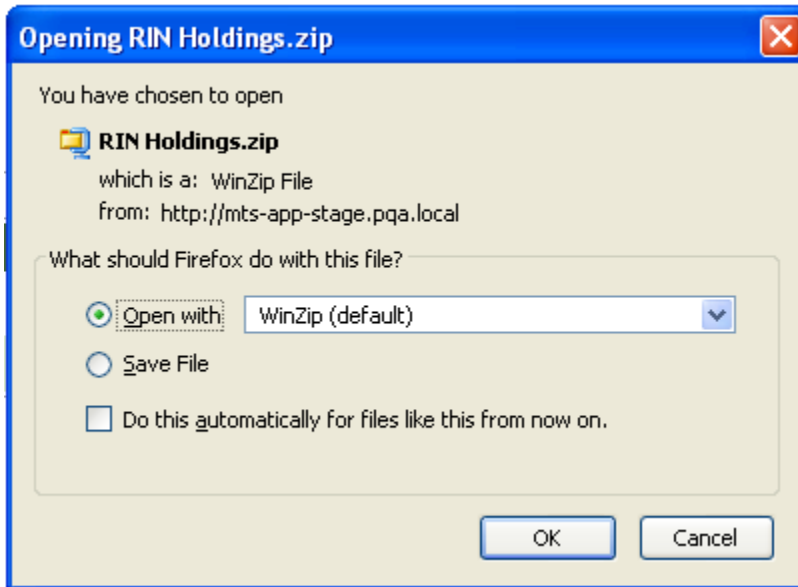 Opening RIN Holdings.zip
You have chosen to open
RIN Holdings.zip
which is a: WinZip File
from: http://mts-app-stage.pqa.local
What should Firefox do with this file?
Open with WinZip (default)
Save File
Do this automatically for files like this from now on.
OK Cancel